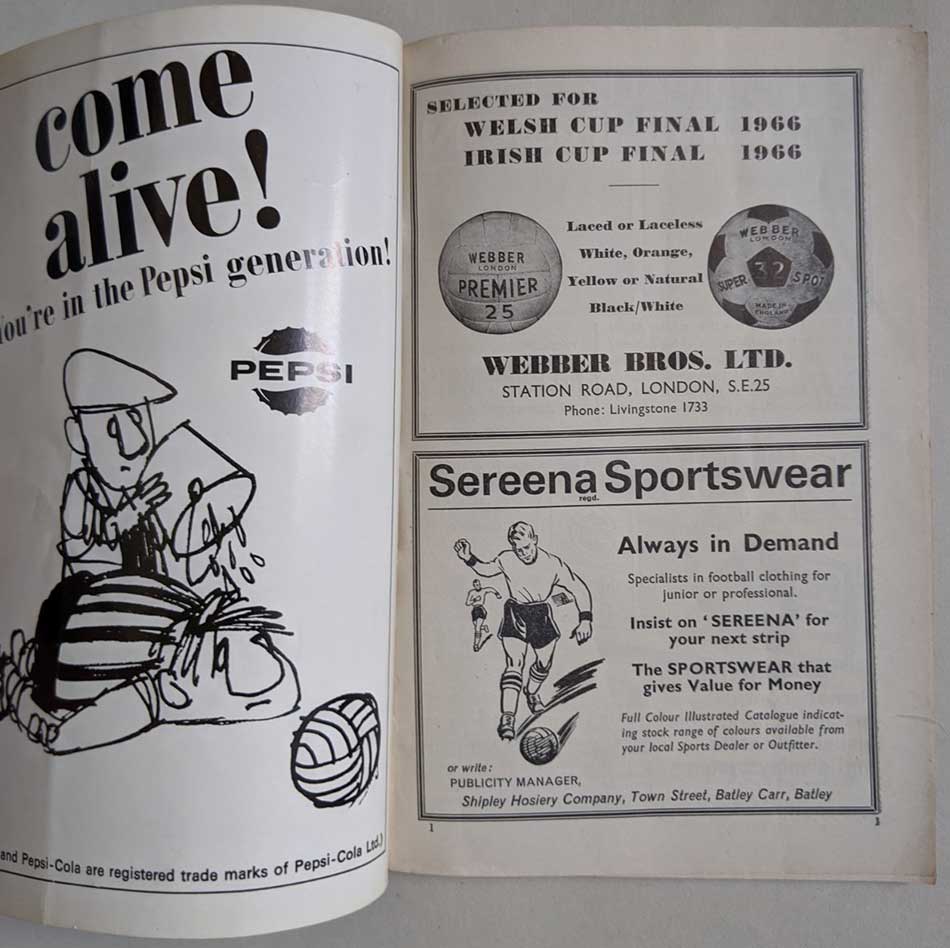 come
alive!
You're in the Pepsi generation!
PEPSI
and Pepsi-Cola are registered trade marks of Pepsi-Cola Ltd.)
SELECTED FOR
WELSH CUP FINAL 1966
IRISH CUP FINAL 1966
WEBBER
LONDON
PREMIER
25
Laced or Laceless
White, Orange,
Yellow or Natural
Black/White
WEBBER
LONDON
SUPER 32 SPOT
MADE IN
ENGLAND
WEBBER BROS. LTD.
STATION ROAD, LONDON, S.E.25
Phone: Livingstone 1733
Sereena Sportswear
regd.
Always in Demand
Specialists in football clothing for
junior or professional.
Insist on ‘SEREENA’ for
your next strip
The SPORTSWEAR that
gives Value for Money
Full Colour Illustrated Catalogue indicat-
ing stock range of colours available from
your local Sports Dealer or Outfitter.
or write:
PUBLICITY MANAGER,
Shipley Hosiery Company, Town Street, Batley Carr, Batley
1